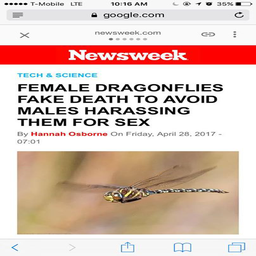 T-Mobile LTE 10:16 AM 35%
google.com
newsweek.com
Newsweek
TECH & SCIENCE
FEMALE DRAGONFLIES
FAKE DEATH TO AVOID
MALES HARASSING
THEM FOR SEX
By Hannah Osborne On Friday, April 28, 2017 -
07:01